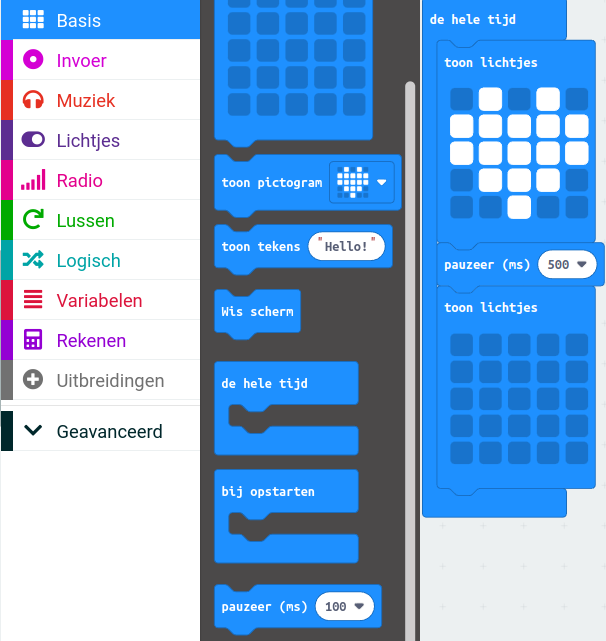 Basis
Invoer
Muziek
Lichtjes
Radio
Lussen
Logisch
Variabelen
Rekenen
Uitbreidingen
Geavanceerd
toon pictogram
toon tekens "Hello!"
Wis scherm
de hele tijd
bij opstarten
pauzeer (ms) 100
de hele tijd
toon lichtjes
pauzeer (ms) 500
toon lichtjes